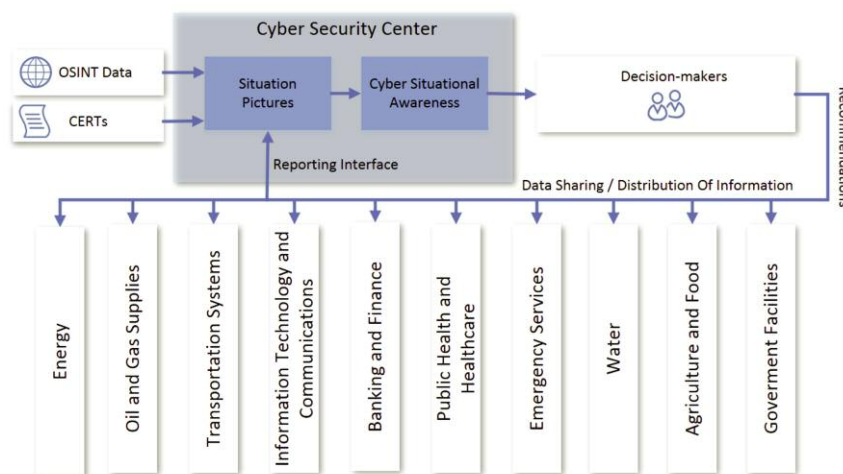 Cyber Security Center
OSINT Data
CERTs
Situation
Pictures
Cyber Situational
Awareness
Decision-makers
Recommendations
Reporting Interface
Data Sharing / Distribution Of Information
Energy
Oil and Gas Supplies
Transportation Systems
Information Technology and
Communications
Banking and Finance
Public Health and
Healthcare
Emergency Services
Water
Agriculture and Food
Goverment Facilities